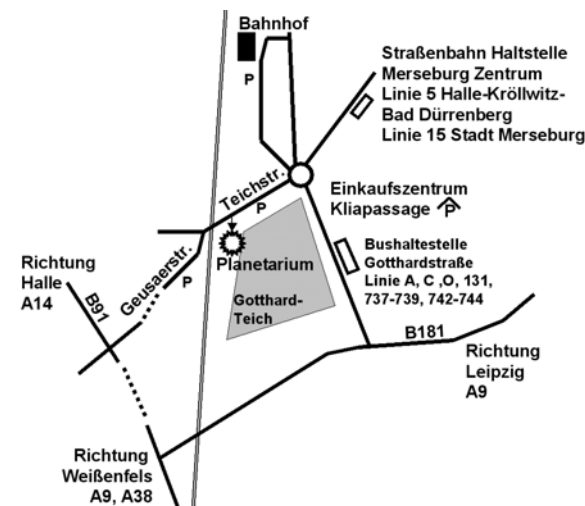 Bahnhof
P
Straßenbahn Haltstelle
Merseburg Zentrum
Linie 5 Halle-Kröllwitz-
Bad Dürrenberg
Linie 15 Stadt Merseburg
Teichstr.
P
Einkaufszentrum
Kliapassage P
Planetarium
Bushaltestelle
Gotthardstraße
Linie A, C ,O, 131,
737-739, 742-744
Richtung
Halle
A14
B91
Geusaerstr.
P
Gotthard-
Teich
B181
Richtung
Leipzig
A9
Richtung
Weißenfels
A9, A38